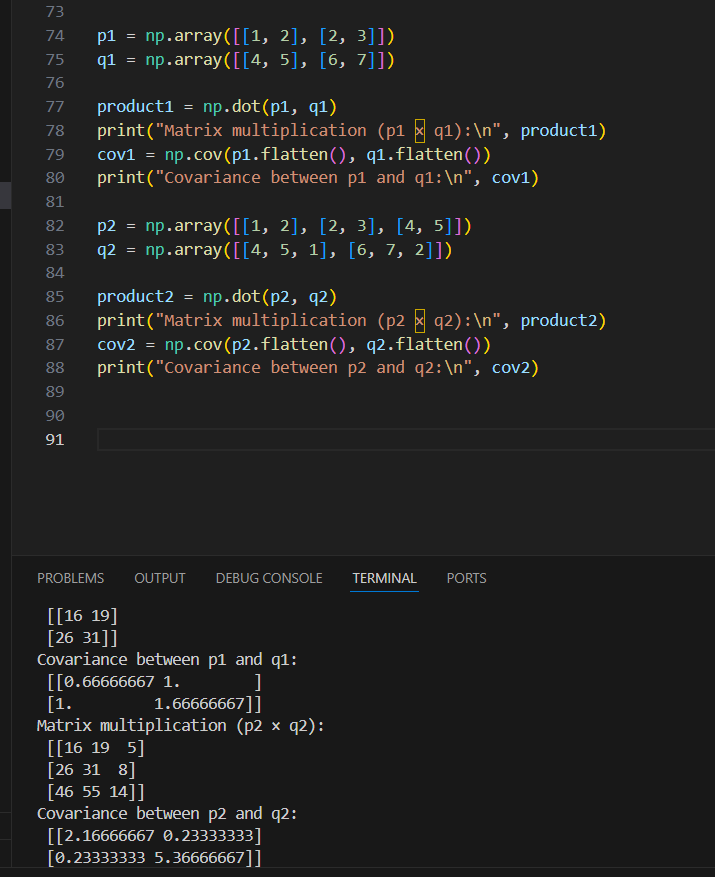 73
74 p1 = np.array([[1, 2], [2, 3]])
75 q1 = np.array([[4, 5], [6, 7]])
76
77 product1 = np.dot(p1, q1)
78 print("Matrix multiplication (p1 × q1):\n", product1)
79 cov1 = np.cov(p1.flatten(), q1.flatten())
80 print("Covariance between p1 and q1:\n", cov1)
81
82 p2 = np.array([[1, 2], [2, 3], [4, 5]])
83 q2 = np.array([[4, 5, 1], [6, 7, 2]])
84
85 product2 = np.dot(p2, q2)
86 print("Matrix multiplication (p2 × q2):\n", product2)
87 cov2 = np.cov(p2.flatten(), q2.flatten())
88 print("Covariance between p2 and q2:\n", cov2)
89
90
91
PROBLEMS OUTPUT DEBUG CONSOLE TERMINAL PORTS
[[16 19]
[26 31]]
Covariance between p1 and q1:
[[0.66666667 1.        ]
[1.         1.66666667]]
Matrix multiplication (p2 × q2):
[[16 19  5]
[26 31  8]
[46 55 14]]
Covariance between p2 and q2:
[[2.16666667 0.23333333]
[0.23333333 5.36666667]]